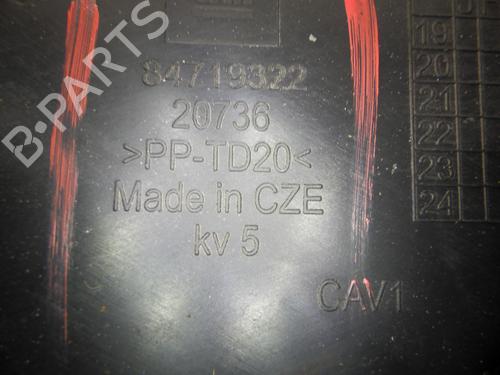 84719322
20736
>PP-TD20<
Made in CZE
kv 5
CAV1
19
20
21
22
23
24
B-PARTS